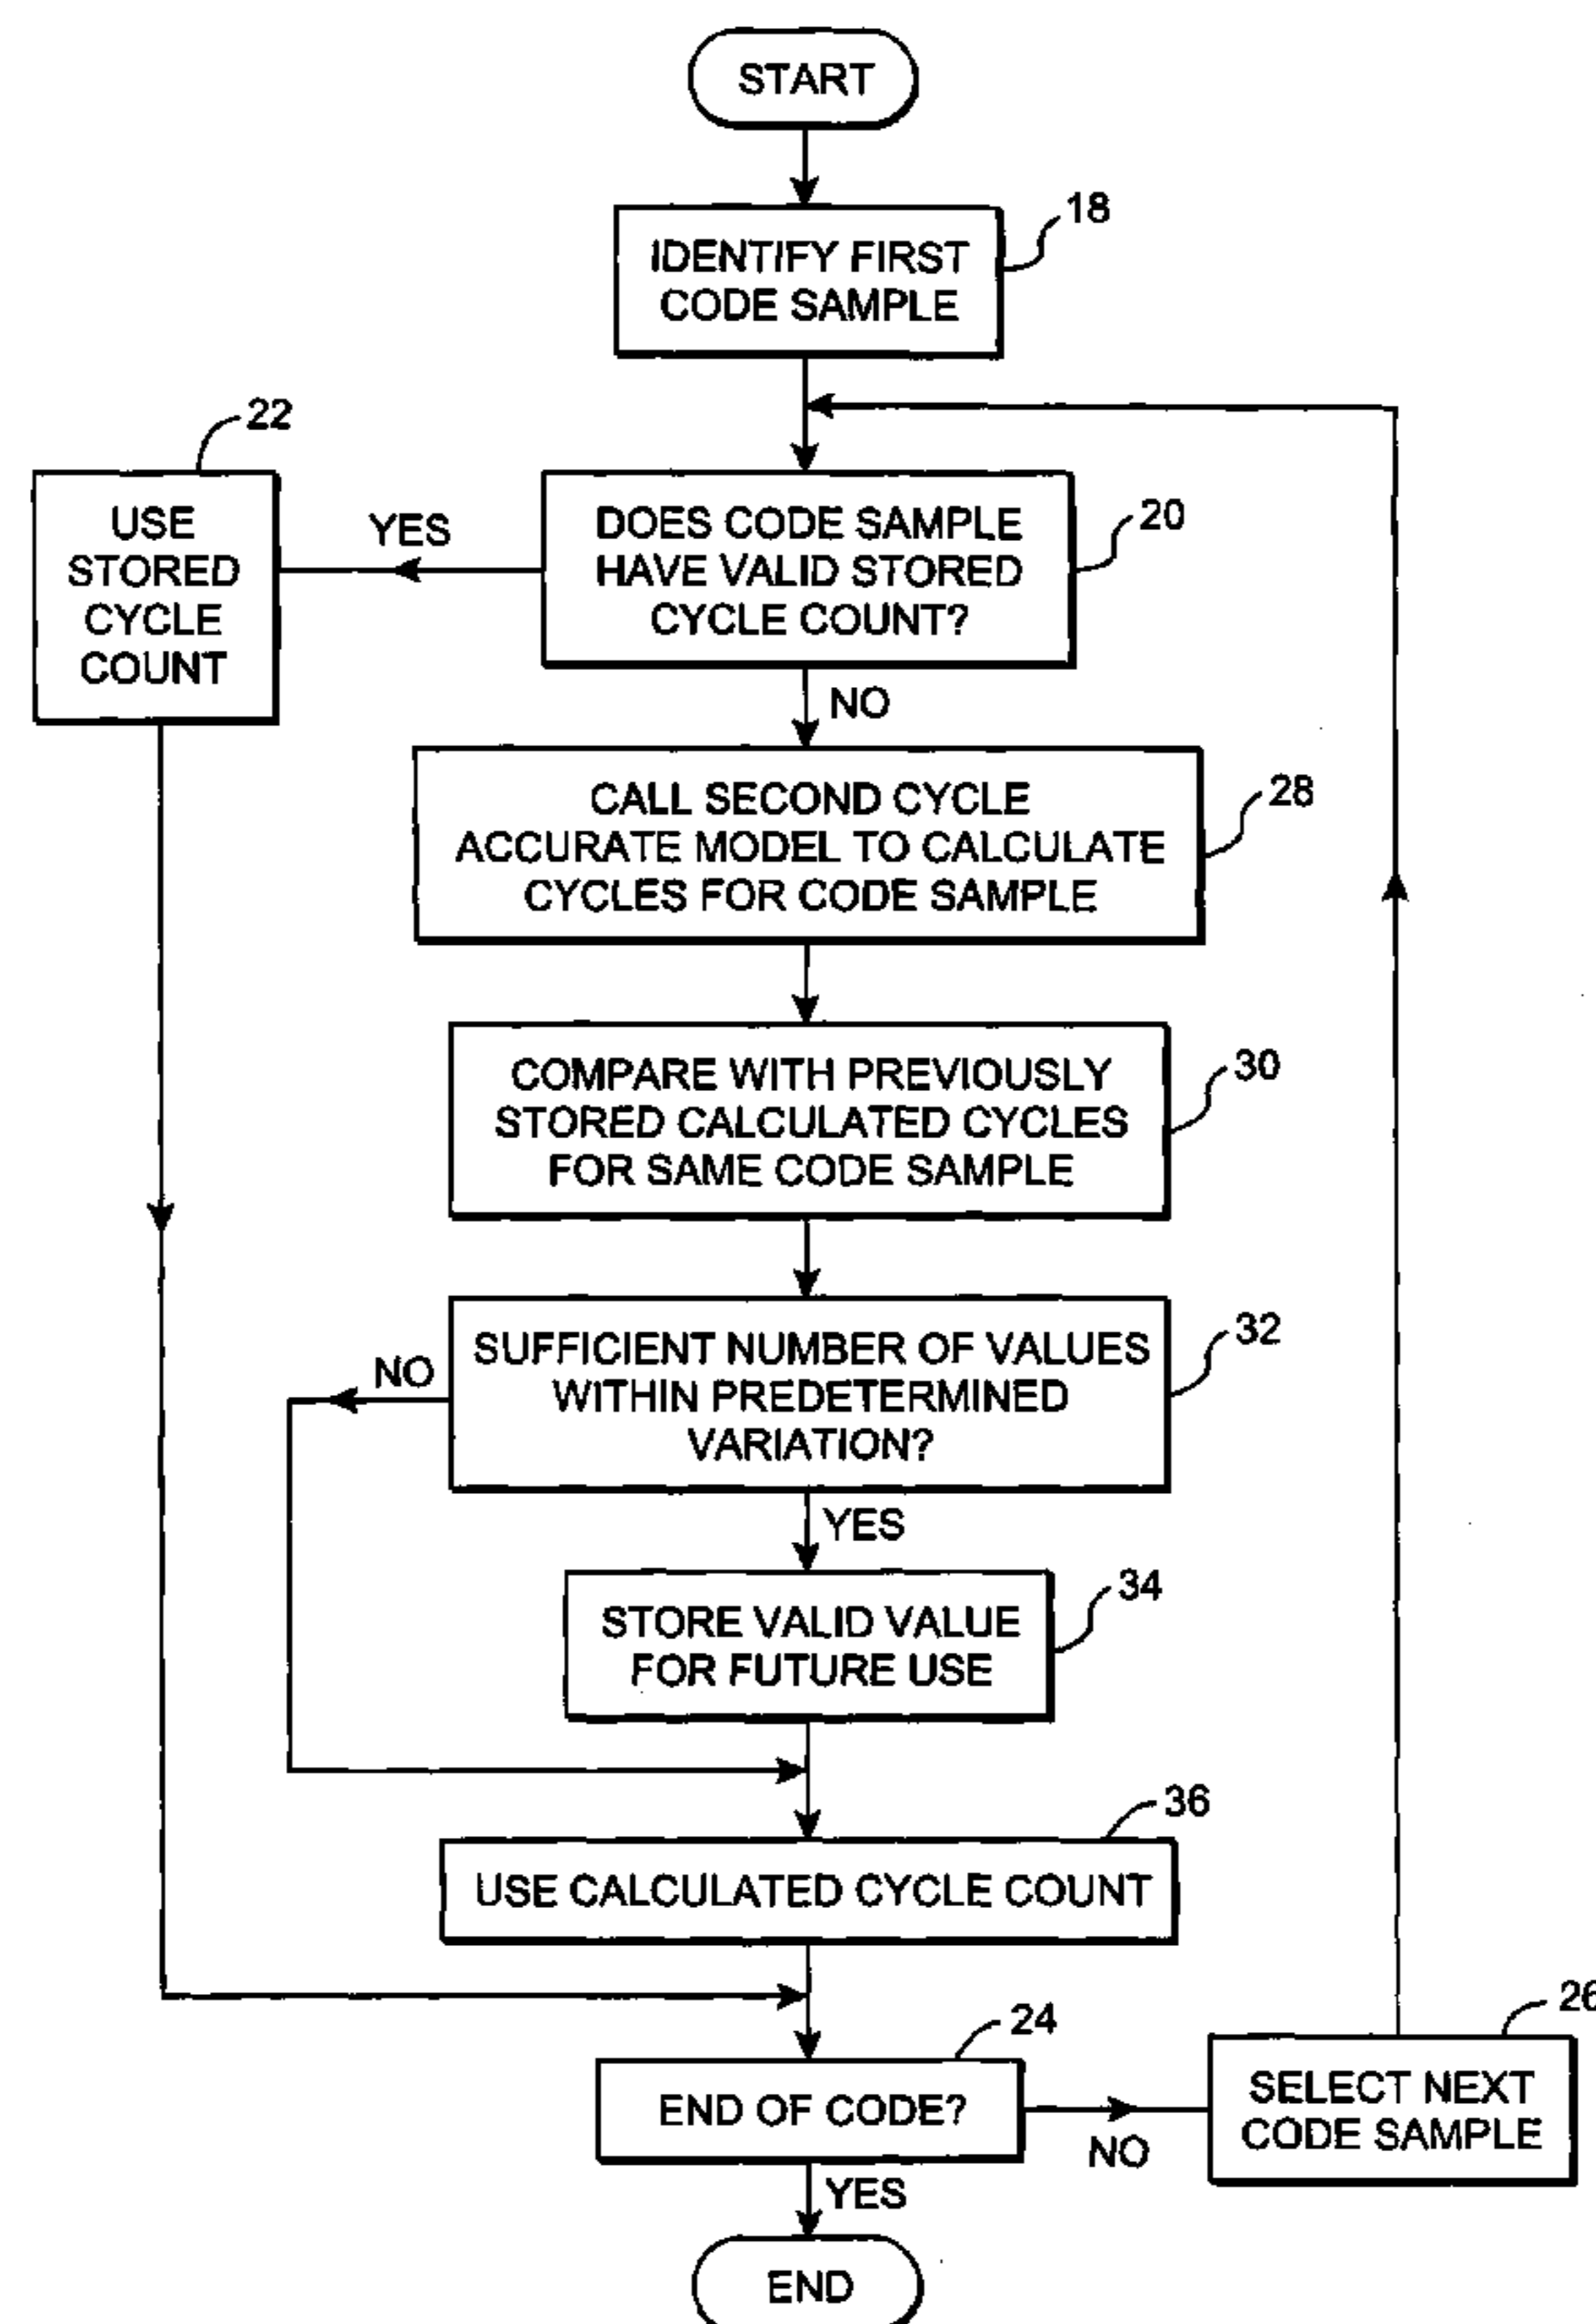 START
18
IDENTIFY FIRST
CODE SAMPLE
22
USE
STORED
CYCLE
COUNT
YES
20
DOES CODE SAMPLE
HAVE VALID STORED
CYCLE COUNT?
NO
28
CALL SECOND CYCLE
ACCURATE MODEL TO CALCULATE
CYCLES FOR CODE SAMPLE
30
COMPARE WITH PREVIOUSLY
STORED CALCULATED CYCLES
FOR SAME CODE SAMPLE
32
SUFFICIENT NUMBER OF VALUES
WITHIN PREDETERMINED
VARIATION?
NO
YES
34
STORE VALID VALUE
FOR FUTURE USE
36
USE CALCULATED CYCLE COUNT
24
END OF CODE?
NO
26
SELECT NEXT
CODE SAMPLE
YES
END